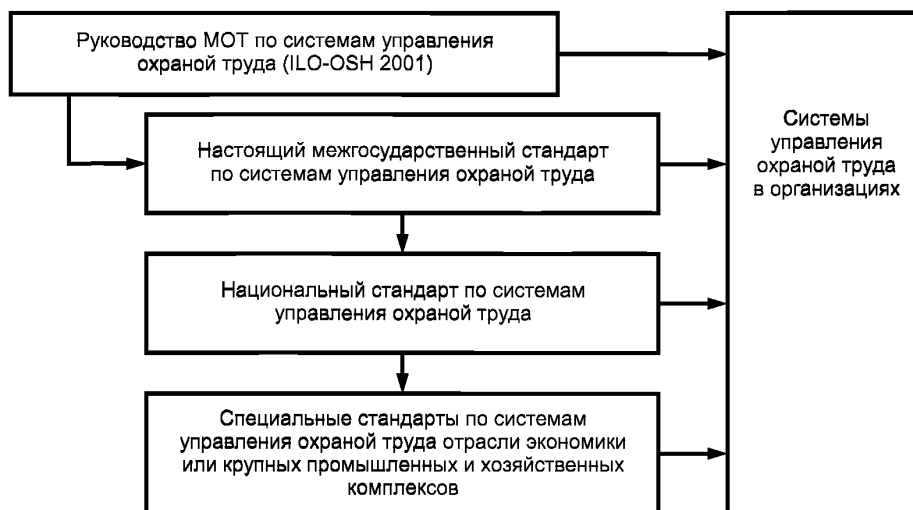 Руководство МОТ по системам управления
охраной труда (ILO-OSH 2001)
Настоящий межгосударственный стандарт
по системам управления охраной труда
Национальный стандарт по системам
управления охраной труда
Специальные стандарты по системам
управления охраной труда отрасли экономики
или крупных промышленных и хозяйственных
комплексов
Системы
управления
охраной труда
в организациях